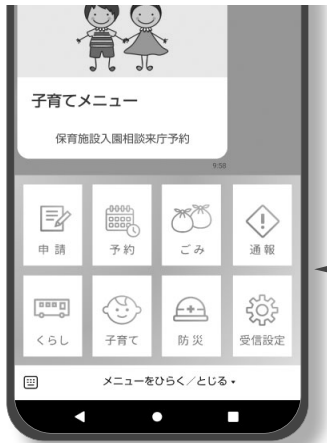 子育てメニュー
保育施設入園相談来庁予約
9:58
申請
予約
ごみ
通報
くらし
子育て
防災
受信設定
メニューをひらく/とじる▾